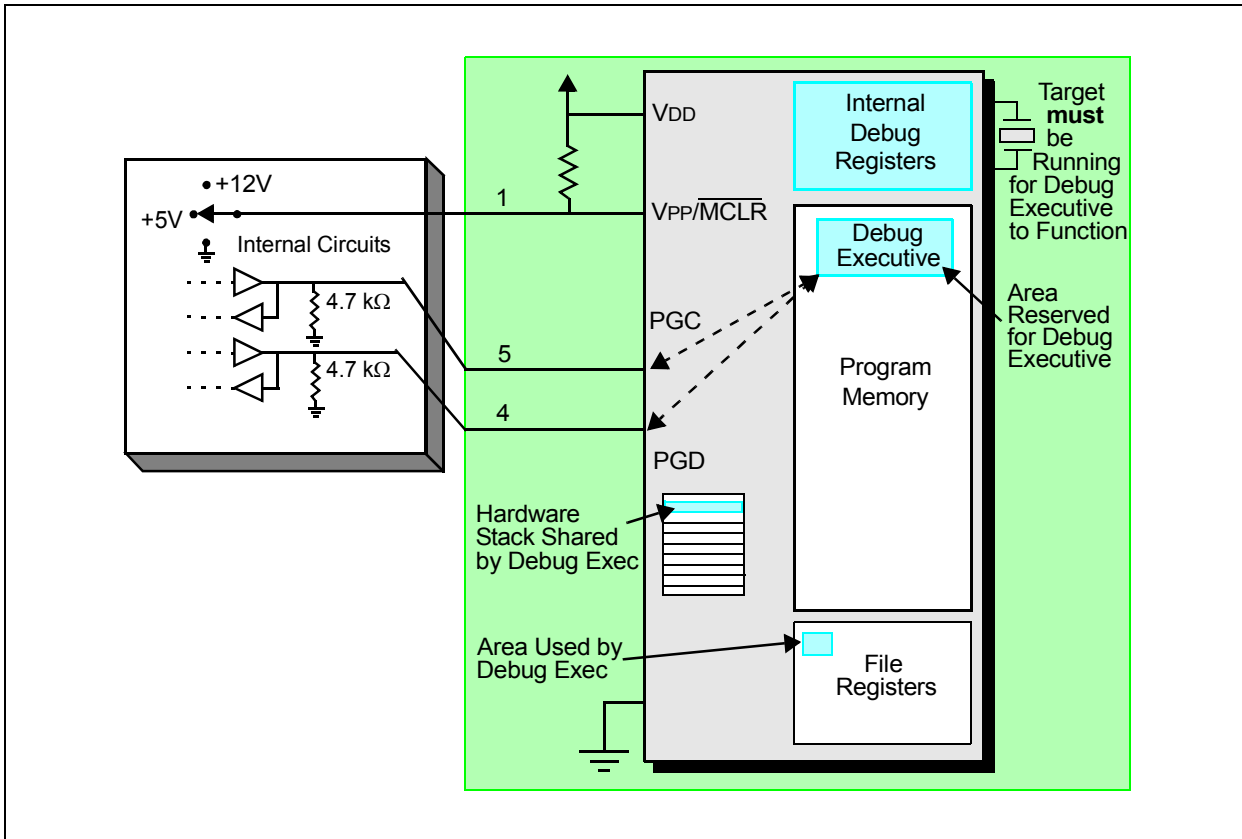 +12V
+5V
Internal Circuits
4.7 kΩ
4.7 kΩ
1
5
4
VDD
VPP/MCLR
PGC
PGD
Internal
Debug
Registers
Debug
Executive
Program
Memory
File
Registers
Target
must
be
Running
for Debug
Executive
to Function
Area
Reserved
for Debug
Executive
Hardware
Stack Shared
by Debug Exec
Area Used by
Debug Exec